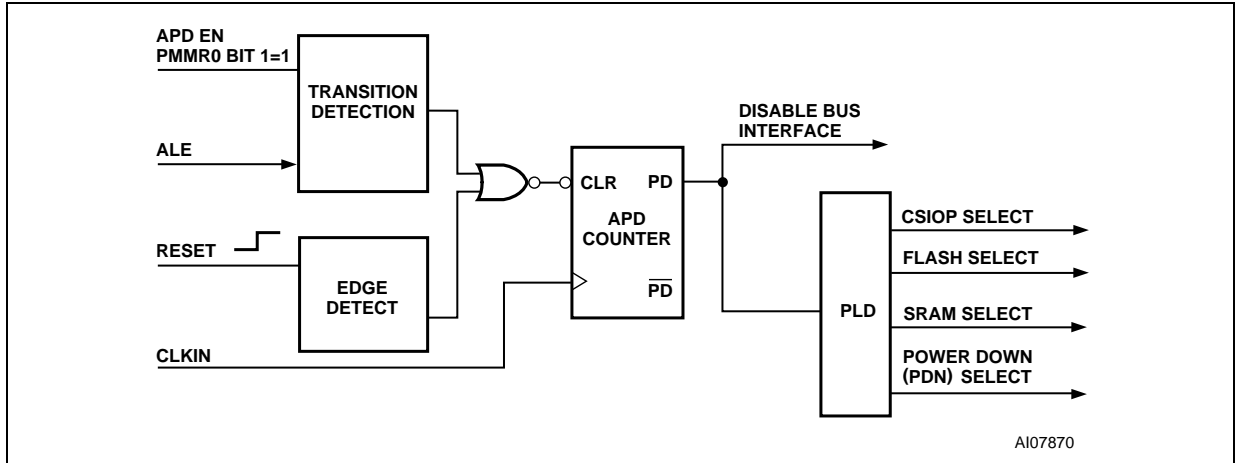 APD EN
PMMR0 BIT 1=1
TRANSITION
DETECTION
ALE
RESET
EDGE
DETECT
CLKIN
CLR
PD
APD
COUNTER
PD
DISABLE BUS
INTERFACE
PLD
CSIOP SELECT
FLASH SELECT
SRAM SELECT
POWER DOWN
(PDN) SELECT
AI07870